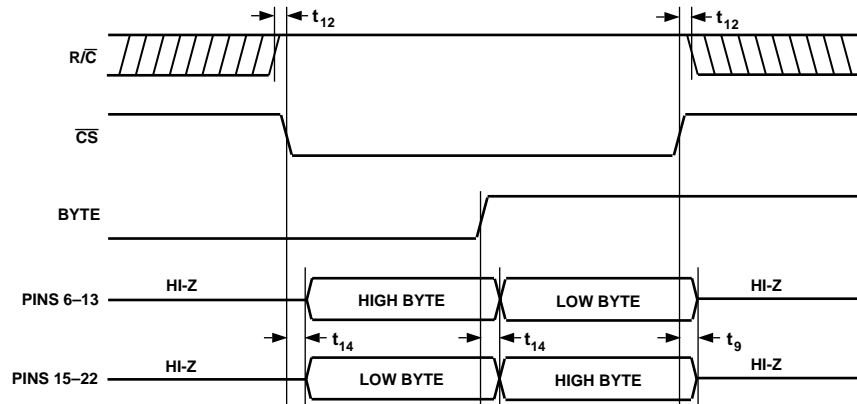 t12 t12
R/C̅
C̅S̅
BYTE
HI-Z HI-Z
PINS 6–13 HIGH BYTE LOW BYTE
t14 t14 t9
HI-Z HI-Z
PINS 15–22 LOW BYTE HIGH BYTE